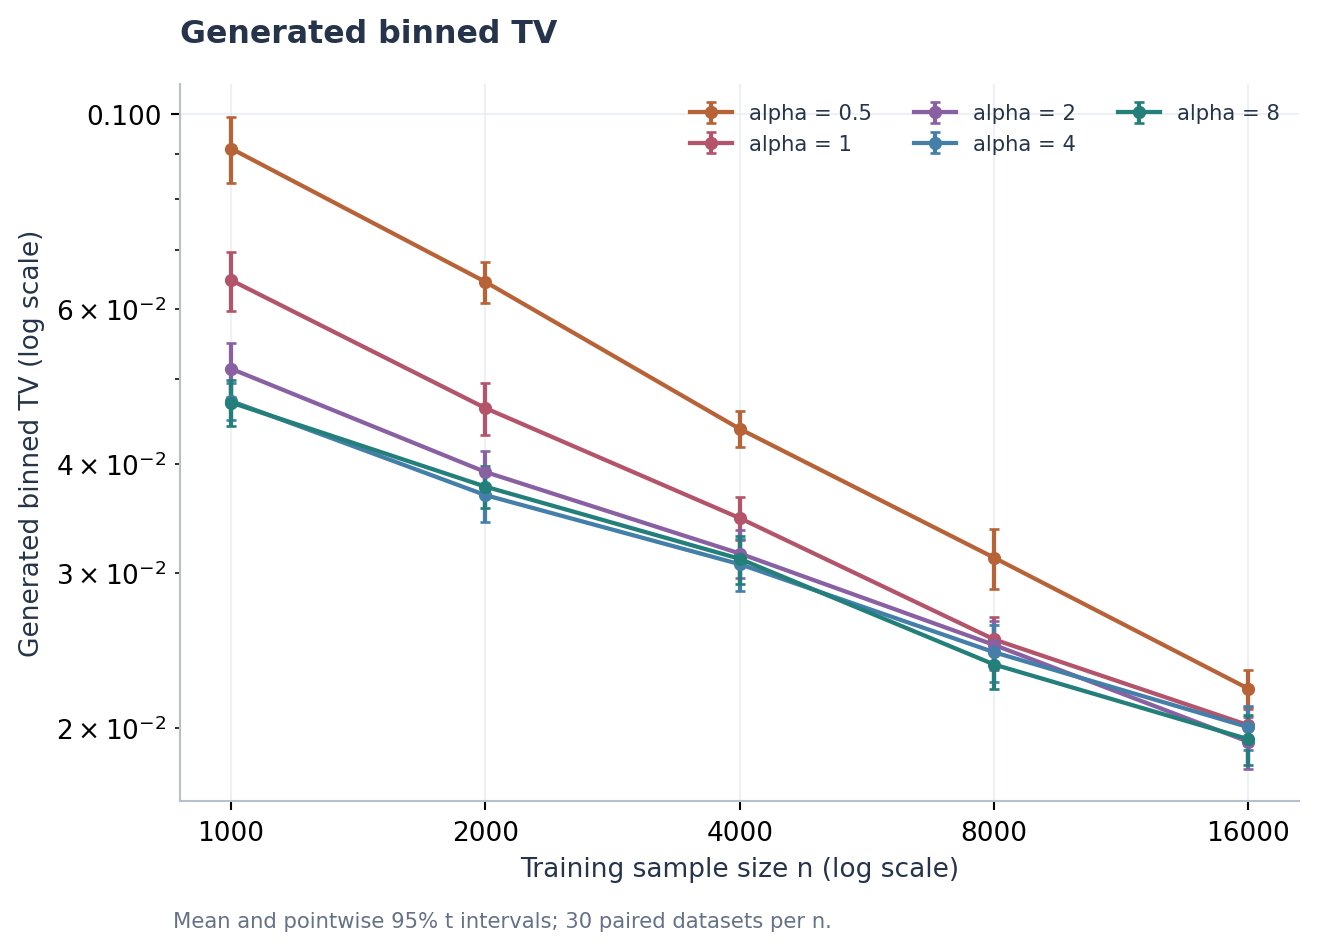 Generated binned TV
alpha = 0.5
alpha = 1
alpha = 2
alpha = 4
alpha = 8
Generated binned TV (log scale)
0.100
6 × 10⁻²
4 × 10⁻²
3 × 10⁻²
2 × 10⁻²
1000 2000 4000 8000 16000
Training sample size n (log scale)
Mean and pointwise 95% t intervals; 30 paired datasets per n.